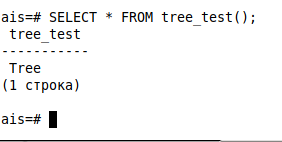 ais=# SELECT * FROM tree_test();
tree_test
-----------
Tree
(1 строка)
ais=#